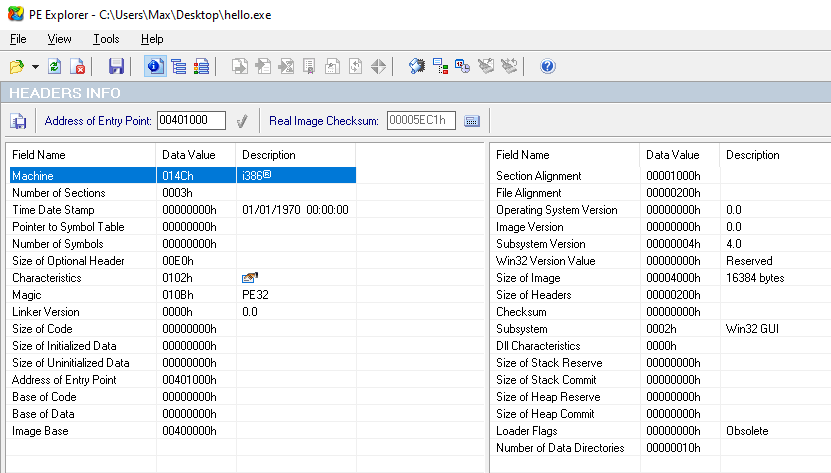 PE Explorer - C:\Users\Max\Desktop\hello.exe
File View Tools Help
HEADERS INFO
Address of Entry Point: 00401000 Real Image Checksum: 00005EC1h
Field Name Data Value Description
Machine 014Ch i386®
Number of Sections 0003h
Time Date Stamp 00000000h 01/01/1970 00:00:00
Pointer to Symbol Table 00000000h
Number of Symbols 00000000h
Size of Optional Header 00E0h
Characteristics 0102h
Magic 010Bh PE32
Linker Version 0000h 0.0
Size of Code 00000000h
Size of Initialized Data 00000000h
Size of Uninitialized Data 00000000h
Address of Entry Point 00401000h
Base of Code 00000000h
Base of Data 00000000h
Image Base 00400000h
Field Name Data Value Description
Section Alignment 00001000h
File Alignment 00000200h
Operating System Version 00000000h 0.0
Image Version 00000000h 0.0
Subsystem Version 00000004h 4.0
Win32 Version Value 00000000h Reserved
Size of Image 00004000h 16384 bytes
Size of Headers 00000200h
Checksum 00000000h
Subsystem 0002h Win32 GUI
Dll Characteristics 0000h
Size of Stack Reserve 00000000h
Size of Stack Commit 00000000h
Size of Heap Reserve 00000000h
Size of Heap Commit 00000000h
Loader Flags 00000000h Obsolete
Number of Data Directories 00000010h